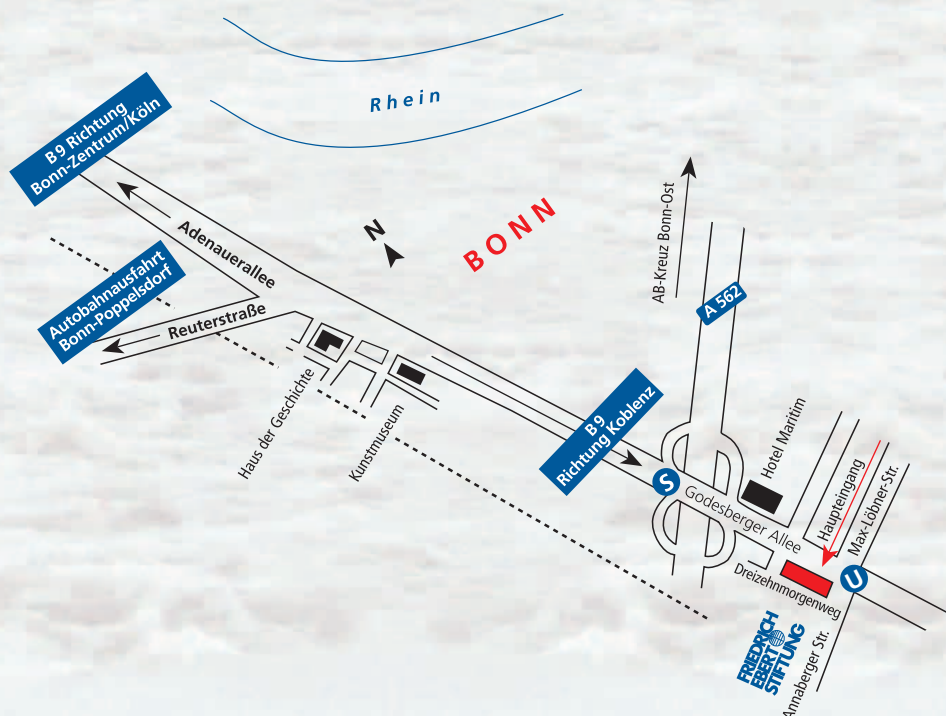 Rhein
B 9 Richtung
Bonn-Zentrum/Köln
N
BONN
Adenauerallee
AB-Kreuz Bonn-Ost
Autobahnausfahrt
Bonn-Poppelsdorf
Reuterstraße
A 562
Haus der Geschichte
Kunstmuseum
B 9
Richtung Koblenz
Hotel Maritim
S
Godesberger Allee
Haupteingang
Max-Löbner-Str.
Dreizehnmorgenweg
U
FRIEDRICH
EBERT
STIFTUNG
Annaberger Str.